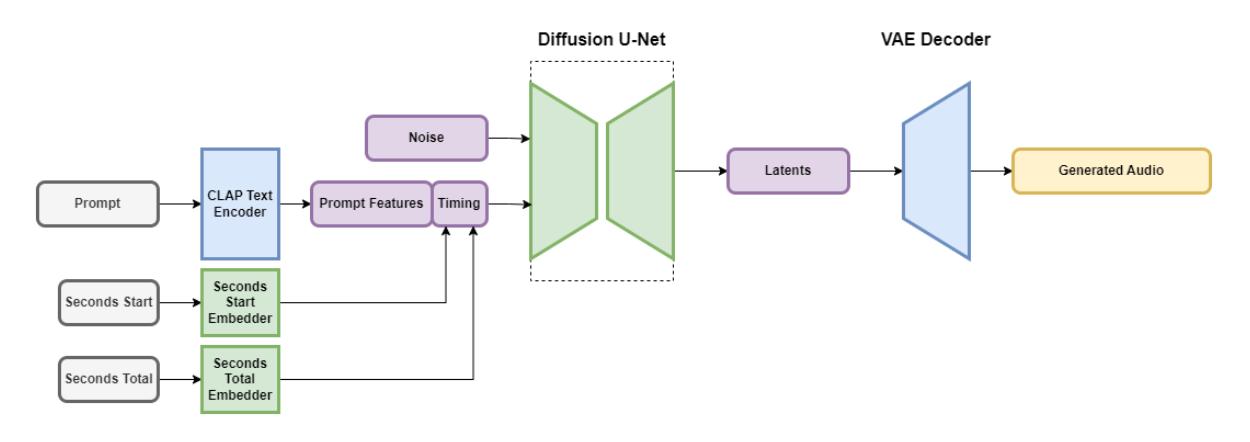 Diffusion U-Net
VAE Decoder
Noise
Prompt
CLAP Text
Encoder
Prompt Features
Timing
Latents
Generated Audio
Seconds Start
Seconds
Start
Embedder
Seconds Total
Seconds
Total
Embedder